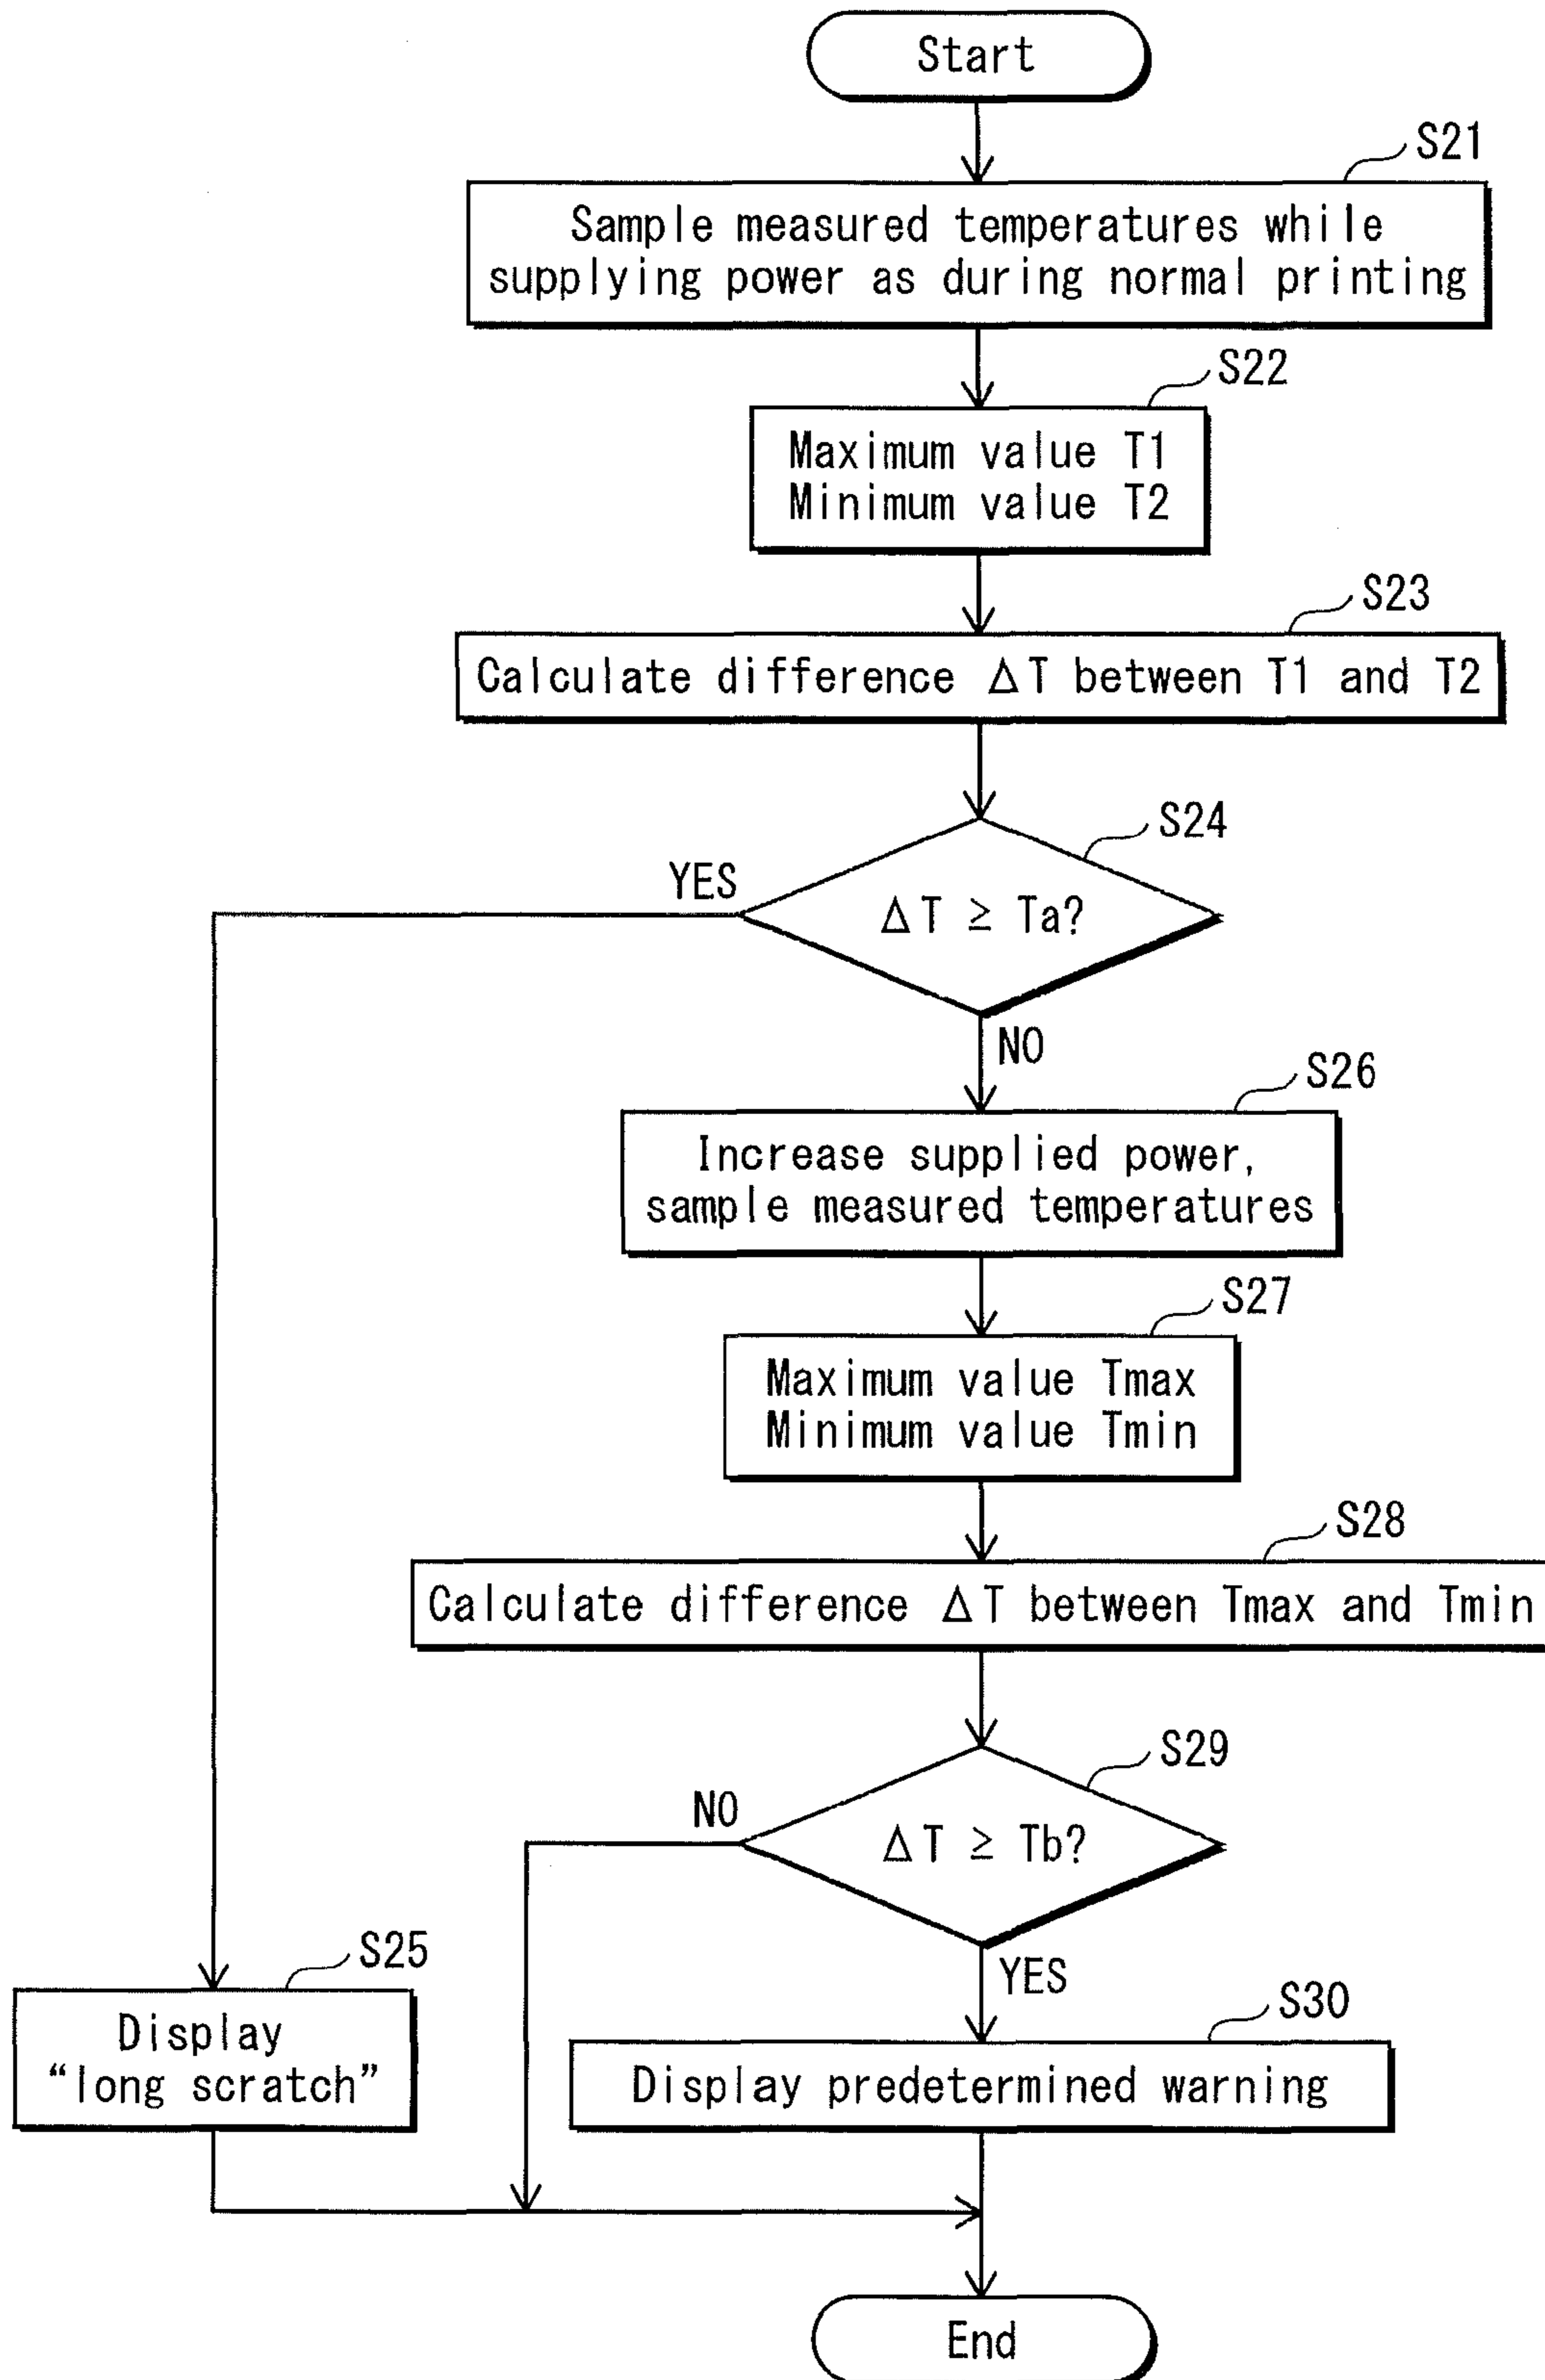 Start
S21
Sample measured temperatures while
supplying power as during normal printing
S22
Maximum value T1
Minimum value T2
S23
Calculate difference ΔT between T1 and T2
S24
YES
ΔT ≥ Ta?
NO
S26
Increase supplied power,
sample measured temperatures
S27
Maximum value Tmax
Minimum value Tmin
S28
Calculate difference ΔT between Tmax and Tmin
S29
NO
ΔT ≥ Tb?
YES
S25
Display
“long scratch”
S30
Display predetermined warning
End